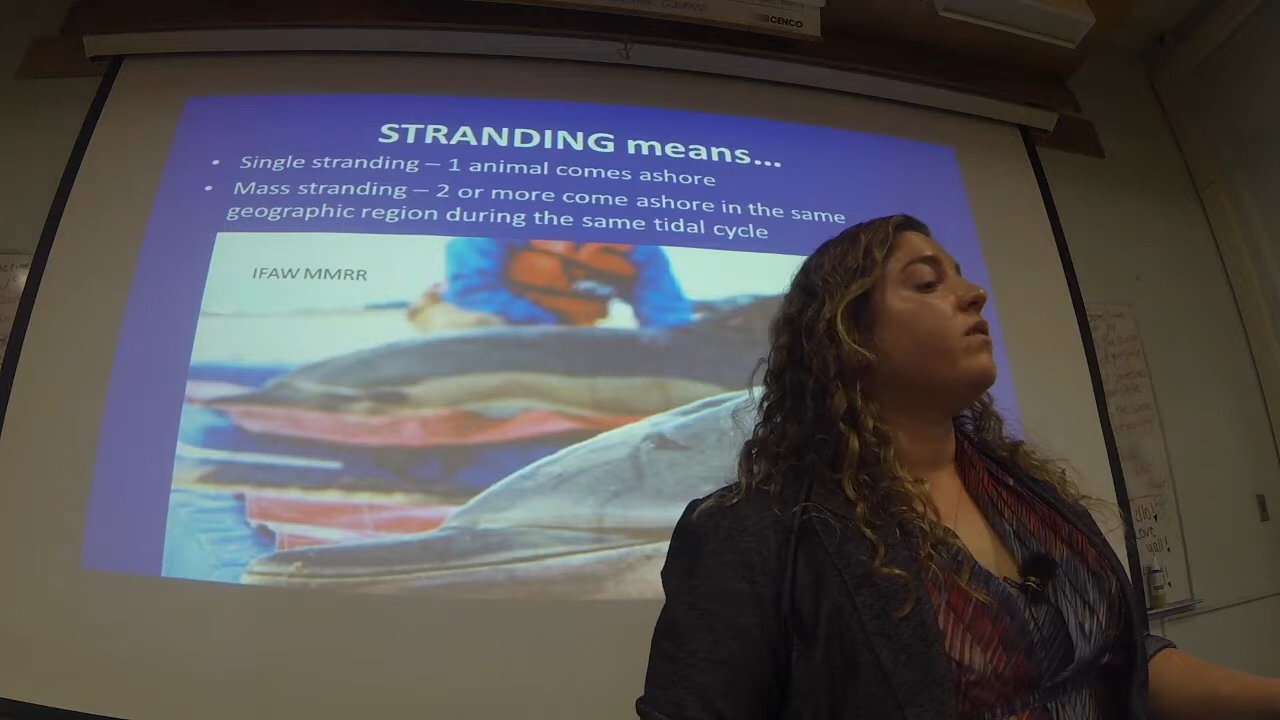 CENCO
STRANDING means...
• Single stranding – 1 animal comes ashore
• Mass stranding – 2 or more come ashore in the same
geographic region during the same tidal cycle
IFAW MMRR
Love